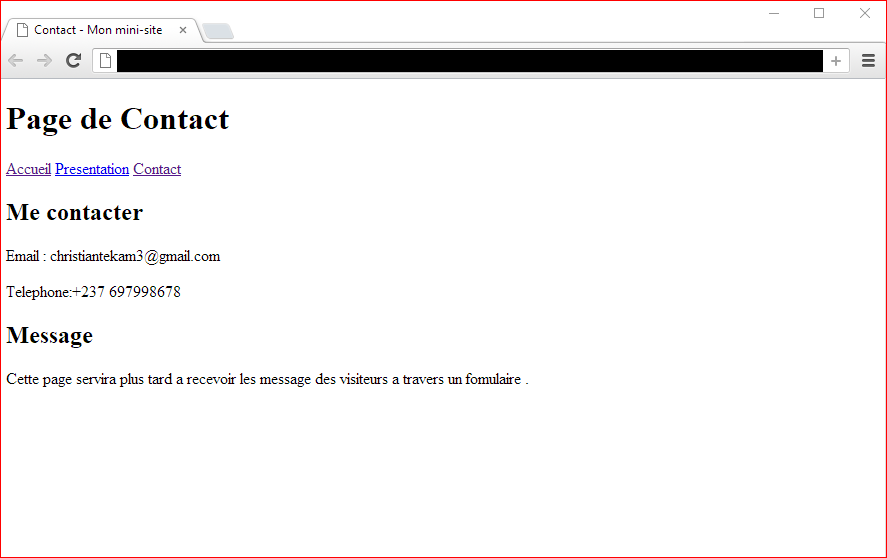 Contact - Mon mini-site
Page de Contact
Accueil Presentation Contact
Me contacter
Email : christiantekam3@gmail.com
Telephone:+237 697998678
Message
Cette page servira plus tard a recevoir les message des visiteurs a travers un fomulaire .